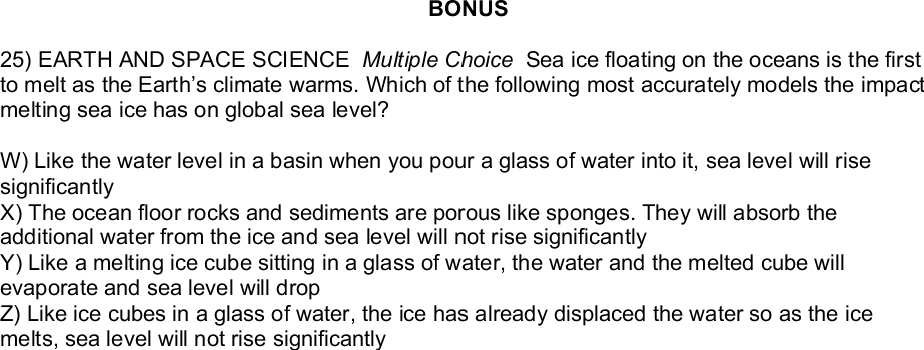 BONUS
25) EARTH AND SPACE SCIENCE  Multiple Choice  Sea ice floating on the oceans is the first
to melt as the Earth’s climate warms. Which of the following most accurately models the impact
melting sea ice has on global sea level?
W) Like the water level in a basin when you pour a glass of water into it, sea level will rise
significantly
X) The ocean floor rocks and sediments are porous like sponges. They will absorb the
additional water from the ice and sea level will not rise significantly
Y) Like a melting ice cube sitting in a glass of water, the water and the melted cube will
evaporate and sea level will drop
Z) Like ice cubes in a glass of water, the ice has already displaced the water so as the ice
melts, sea level will not rise significantly